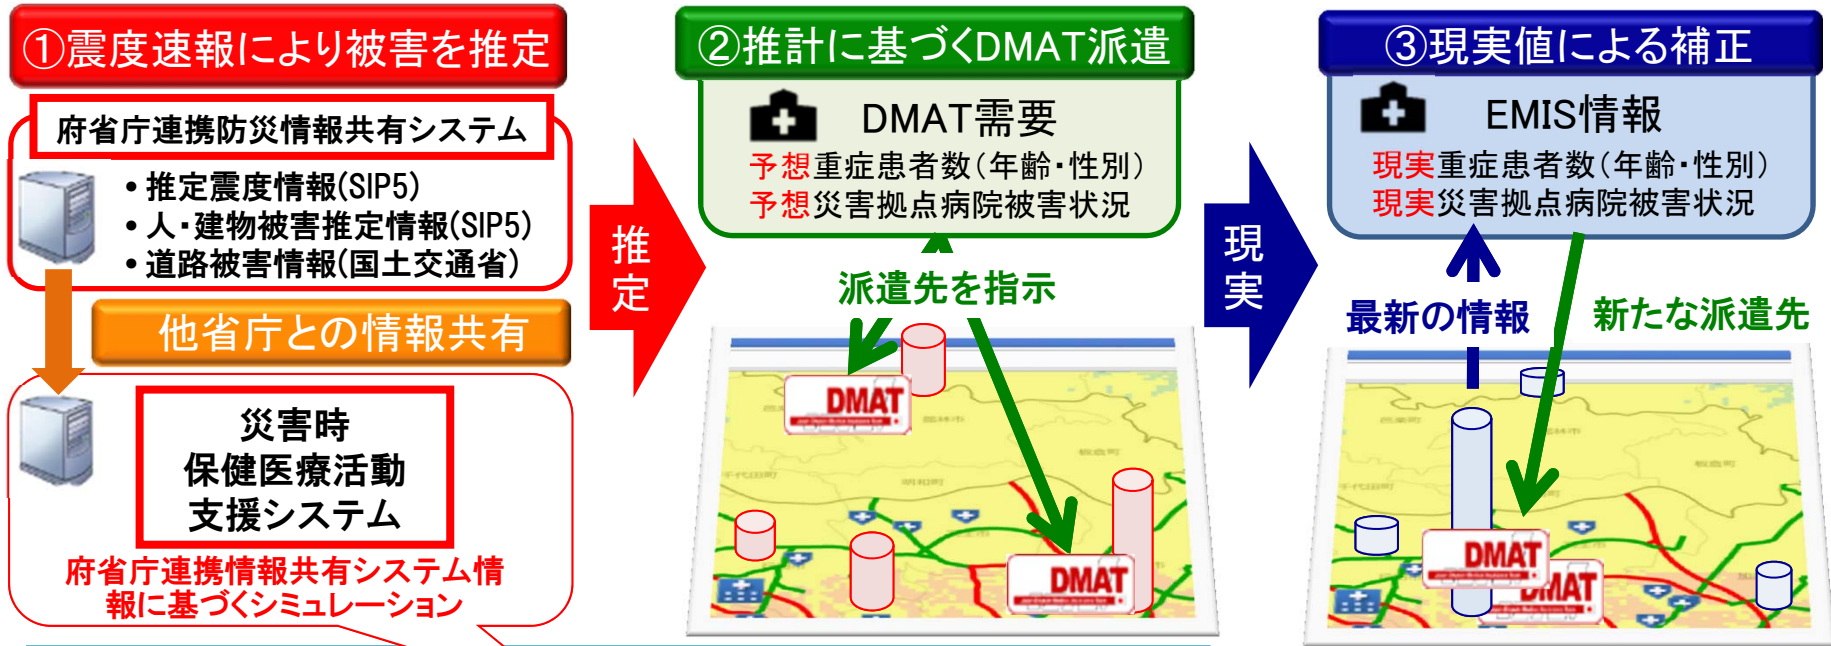 ①震度速報により被害を推定
府省庁連携防災情報共有システム
• 推定震度情報(SIP5)
• 人・建物被害推定情報(SIP5)
• 道路被害情報(国土交通省)
他省庁との情報共有
災害時
保健医療活動
支援システム
府省庁連携情報共有システム情
報に基づくシミュレーション
推定
②推計に基づくDMAT派遣
DMAT需要
予想重症患者数(年齢・性別)
予想災害拠点病院被害状況
派遣先を指示
DMAT
DMAT
現実
③現実値による補正
EMIS情報
現実重症患者数(年齢・性別)
現実災害拠点病院被害状況
最新の情報
新たな派遣先
DMAT
DMAT